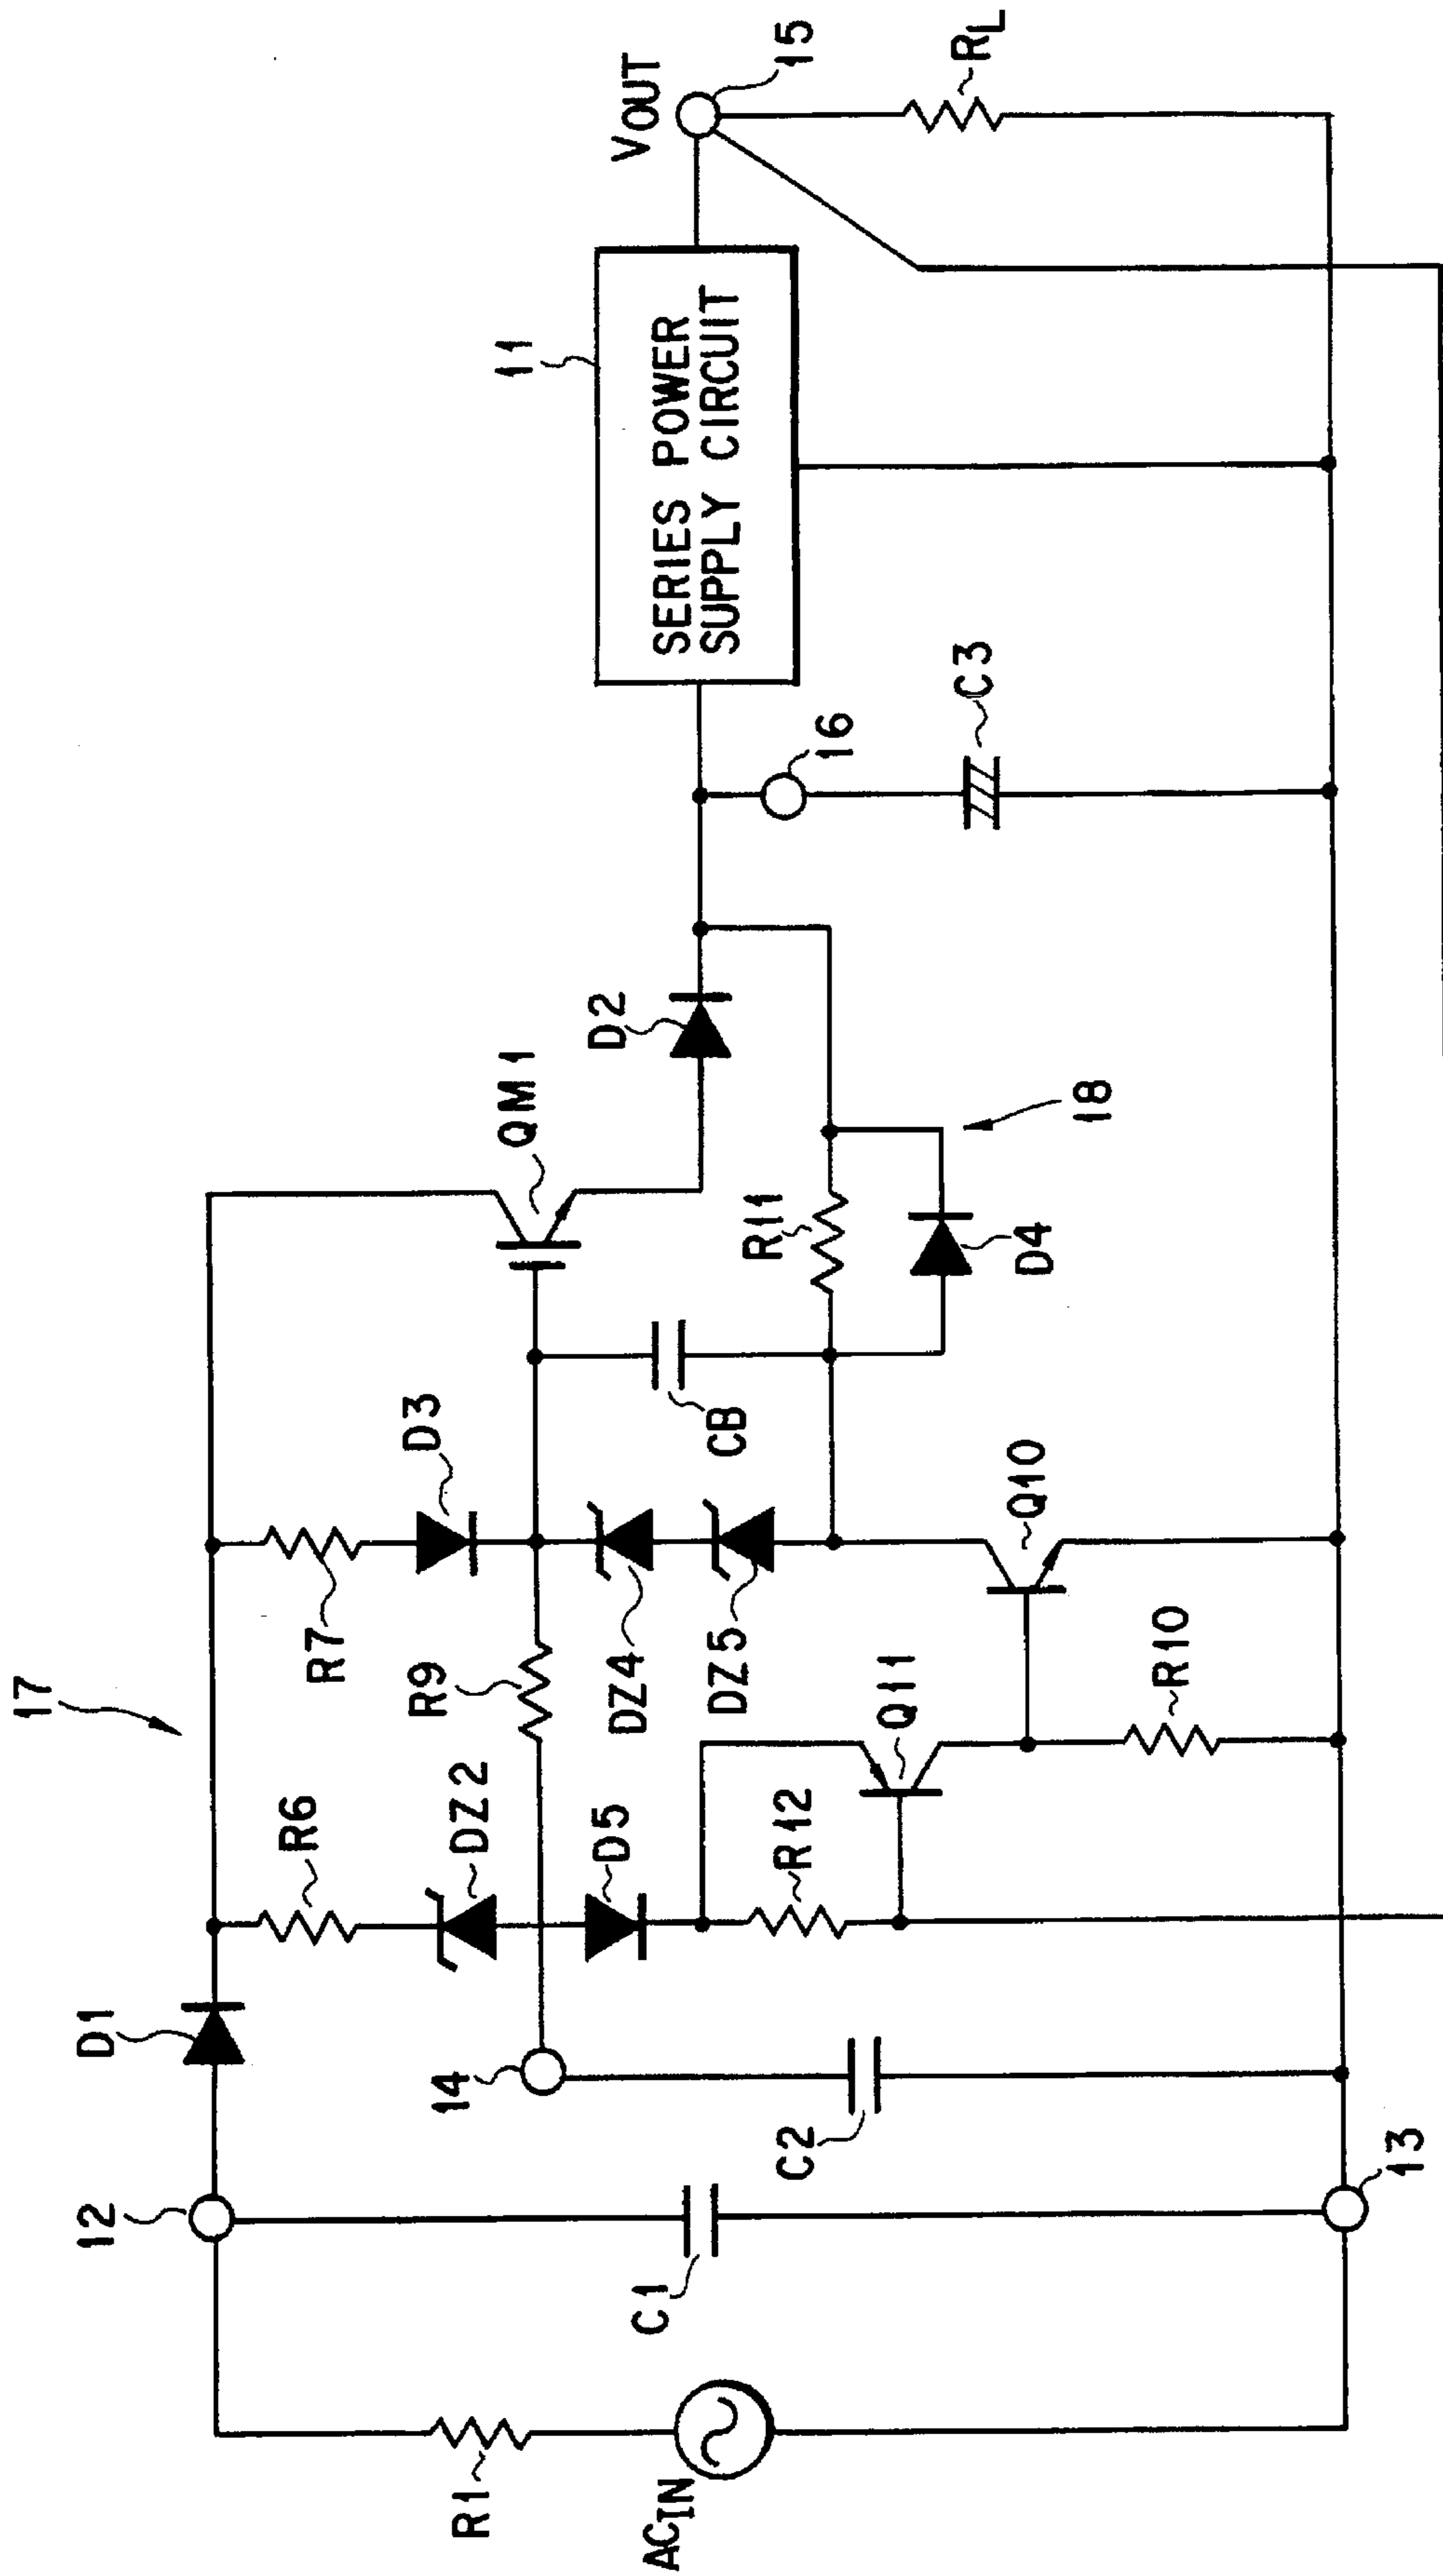 17
12
D1
R6
R7
D3
QM1
D2
11
SERIES POWER
SUPPLY CIRCUIT
VOUT
15
14
R9
DZ2
DZ4
D5
DZ5
CB
R11
18
D4
16
C3
RL
R1
ACIN
C1
C2
R12
Q11
Q10
R10
13